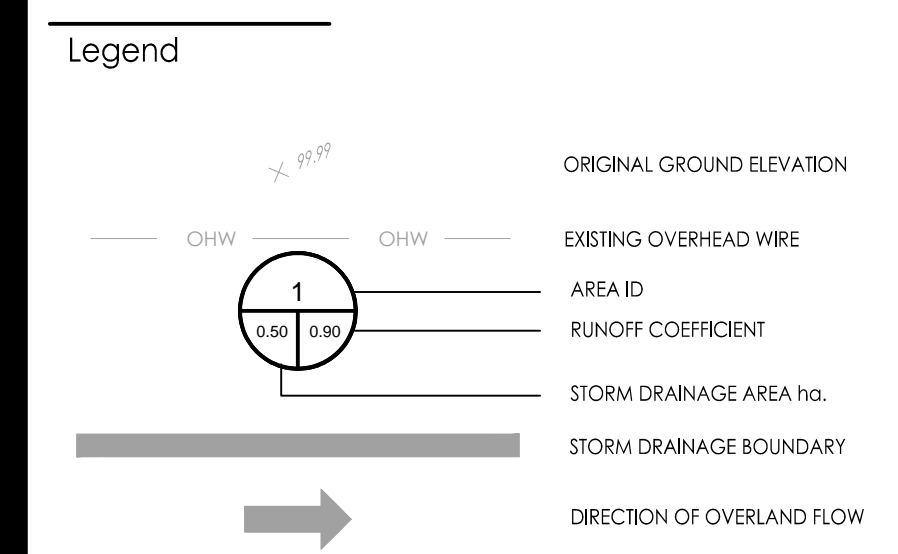 Legend
99.99
ORIGINAL GROUND ELEVATION
OHW OHW
EXISTING OVERHEAD WIRE
1
AREA ID
0.50 0.90
RUNOFF COEFFICIENT
STORM DRAINAGE AREA ha.
STORM DRAINAGE BOUNDARY
DIRECTION OF OVERLAND FLOW